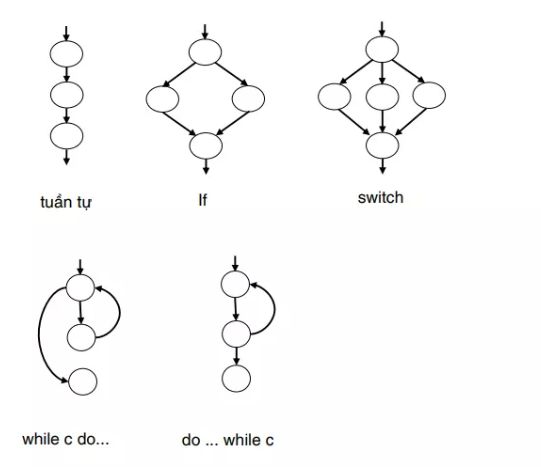 tuần tự
If
switch
while c do...
do ... while c